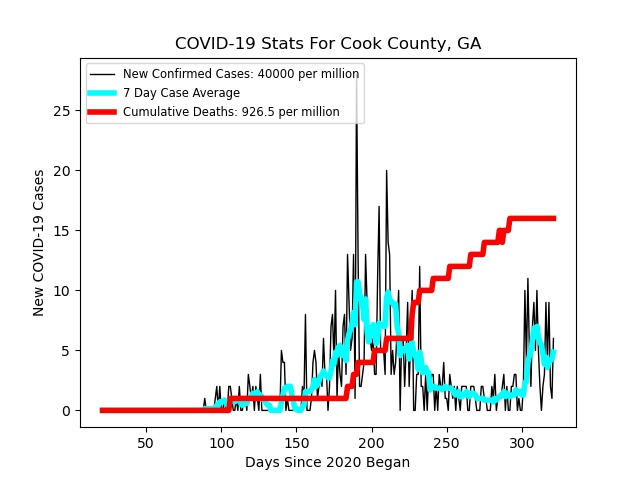 COVID-19 Stats For Cook County, GA
New Confirmed Cases: 40000 per million
7 Day Case Average
Cumulative Deaths: 926.5 per million
New COVID-19 Cases
25
20
15
10
5
0
50 100 150 200 250 300
Days Since 2020 Began